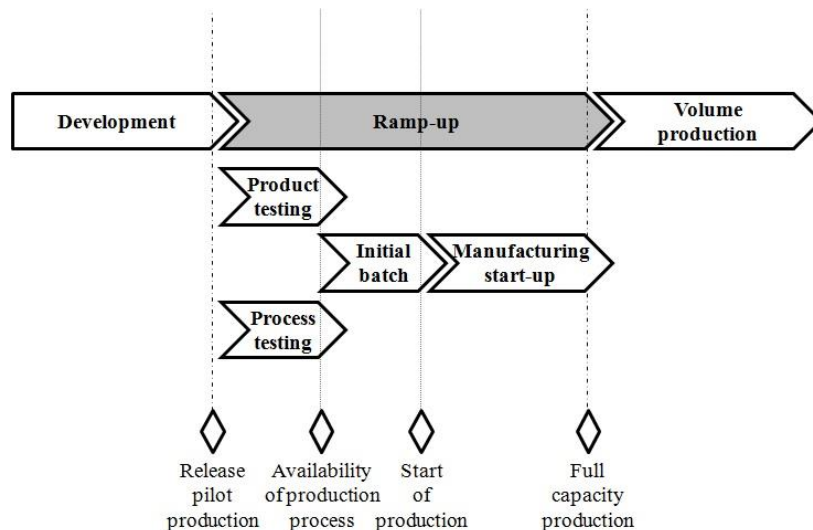 Development
Ramp-up
Volume
production
Product
testing
Initial
batch
Manufacturing
start-up
Process
testing
Release
pilot
production
Availability
of production
process
Start
of
production
Full
capacity
production